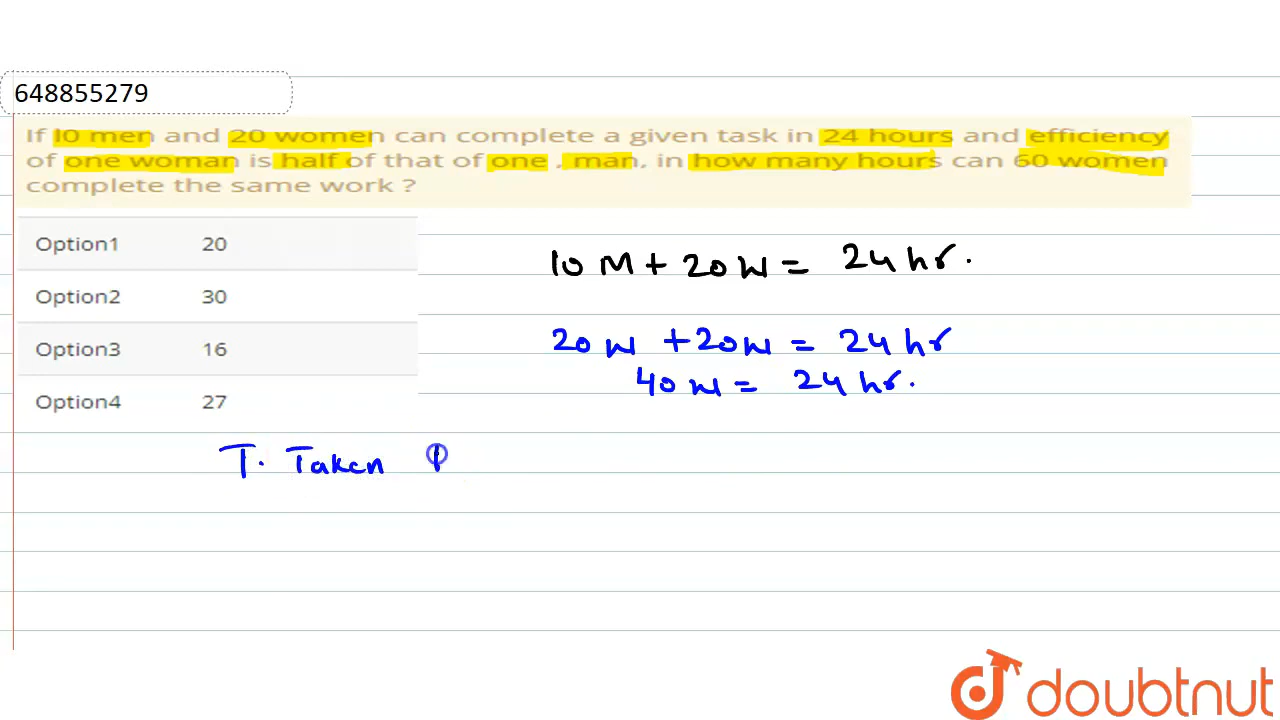 648855279
If I0 men and 20 women can complete a given task in 24 hours and efficiency
of one woman is half of that of one , man, in how many hours can 60 women
complete the same work ?
Option1 20
Option2 30
Option3 16
Option4 27
10 M + 20 W = 24 hr.
20 W + 20 W = 24 hr
40 W = 24 hr.
T. Taken
doubtnut